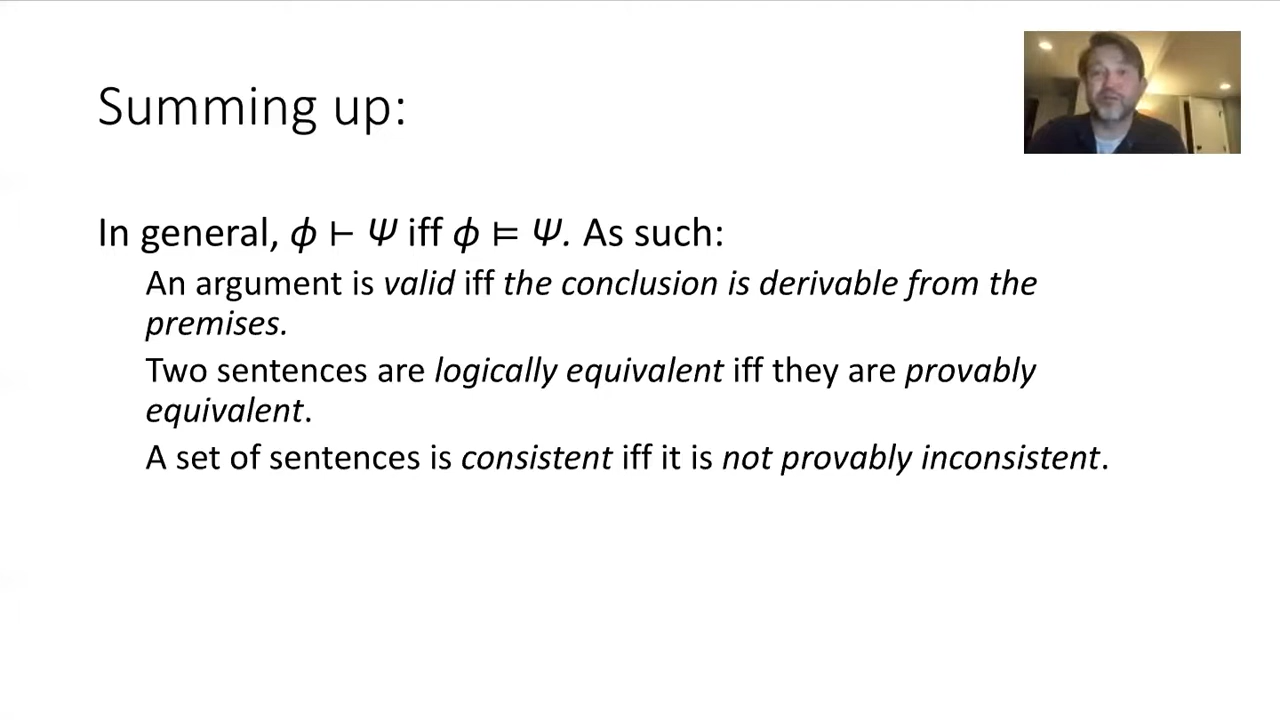 Summing up:
In general, ϕ ⊢ Ψ iff ϕ ⊨ Ψ. As such:
An argument is valid iff the conclusion is derivable from the
premises.
Two sentences are logically equivalent iff they are provably
equivalent.
A set of sentences is consistent iff it is not provably inconsistent.